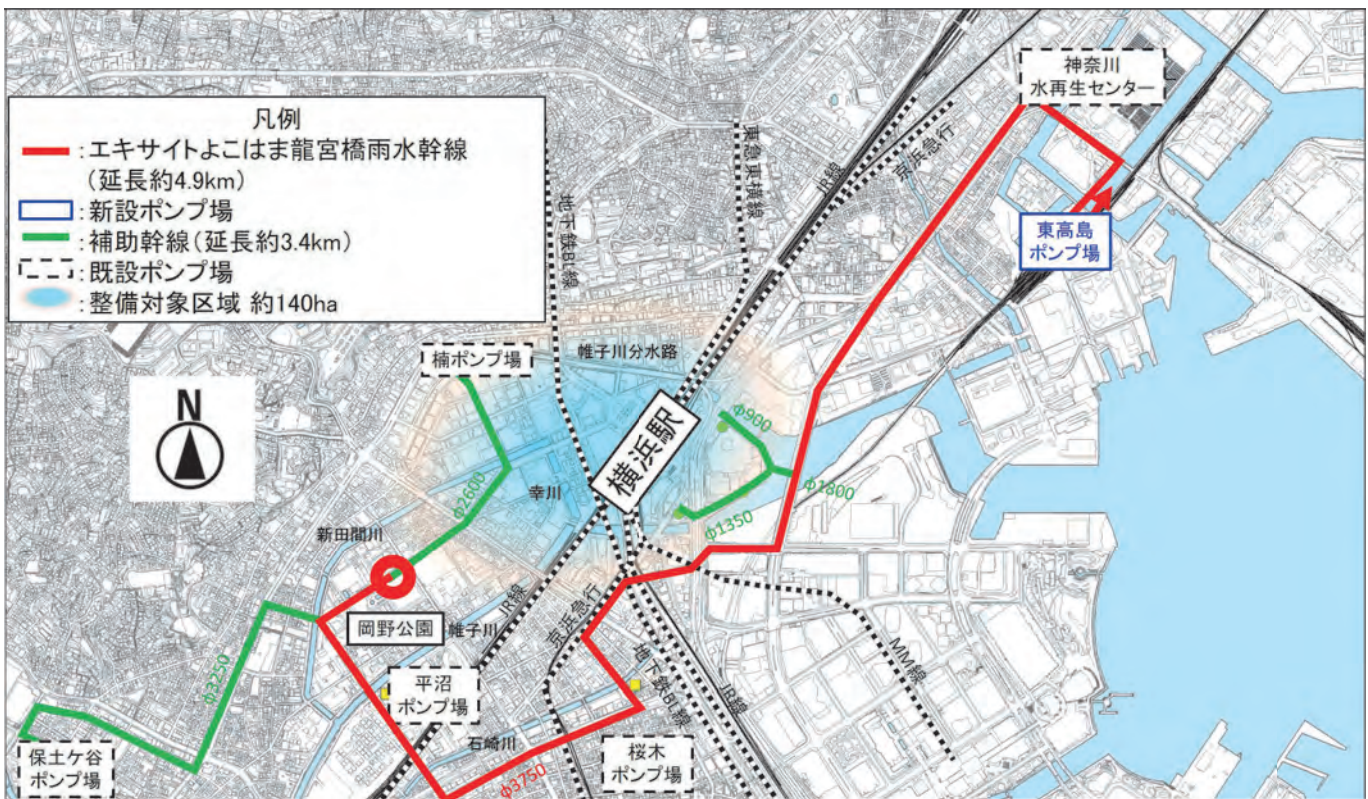 凡例
:エキサイトよこはま龍宮橋雨水幹線
(延長約4.9km)
:新設ポンプ場
:補助幹線(延長約3.4km)
:既設ポンプ場
:整備対象区域 約140ha
神奈川
水再生センター
東急東横線
JR線
京浜急行
地下鉄BL線
東高島
ポンプ場
楠ポンプ場
帷子川分水路
N
横浜駅
φ900
φ2600
幸川
φ1800
φ1350
新田間川
岡野公園
帷子川
JR線
京浜急行
地下鉄BL線
JR線
MM線
φ3250
平沼
ポンプ場
石崎川
桜木
ポンプ場
保土ケ谷
ポンプ場
φ3750